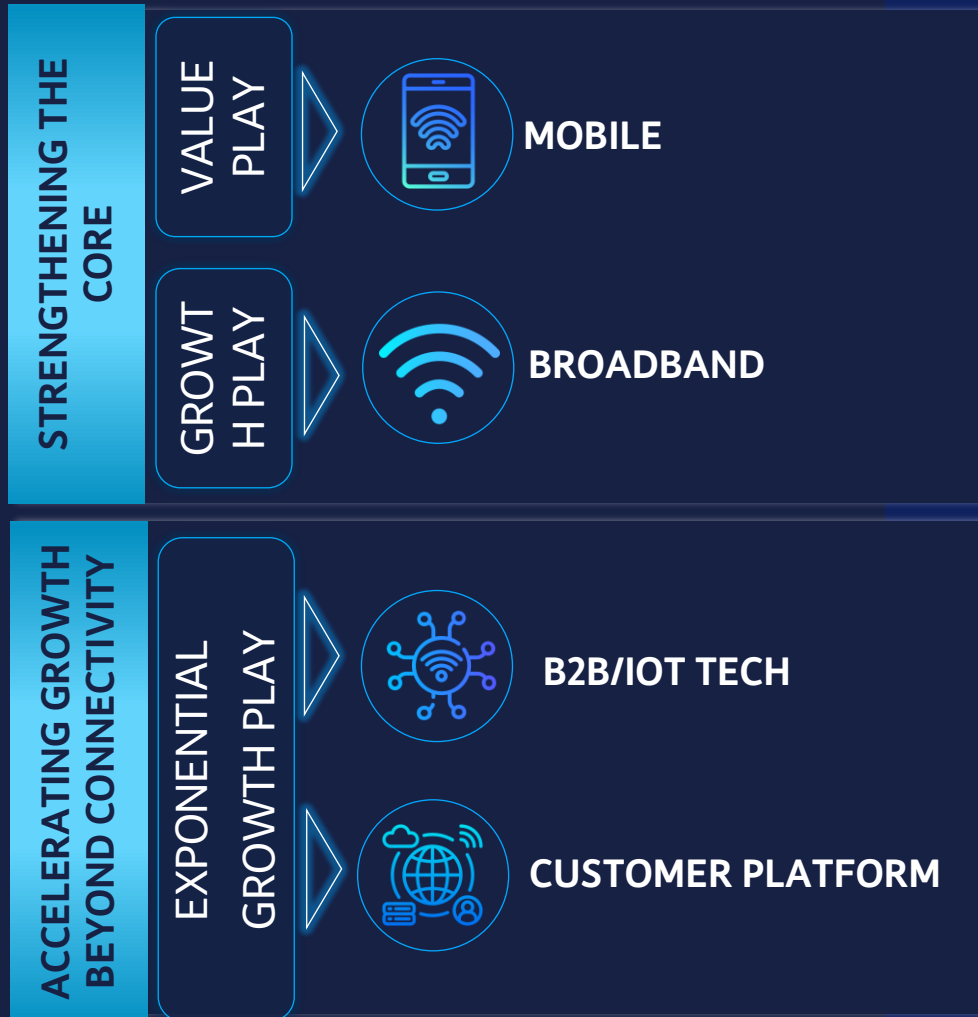 STRENGTHENING THE
CORE
VALUE
PLAY
MOBILE
GROWT
H PLAY
BROADBAND
ACCELERATING GROWTH
BEYOND CONNECTIVITY
EXPONENTIAL
GROWTH PLAY
B2B/IOT TECH
CUSTOMER PLATFORM